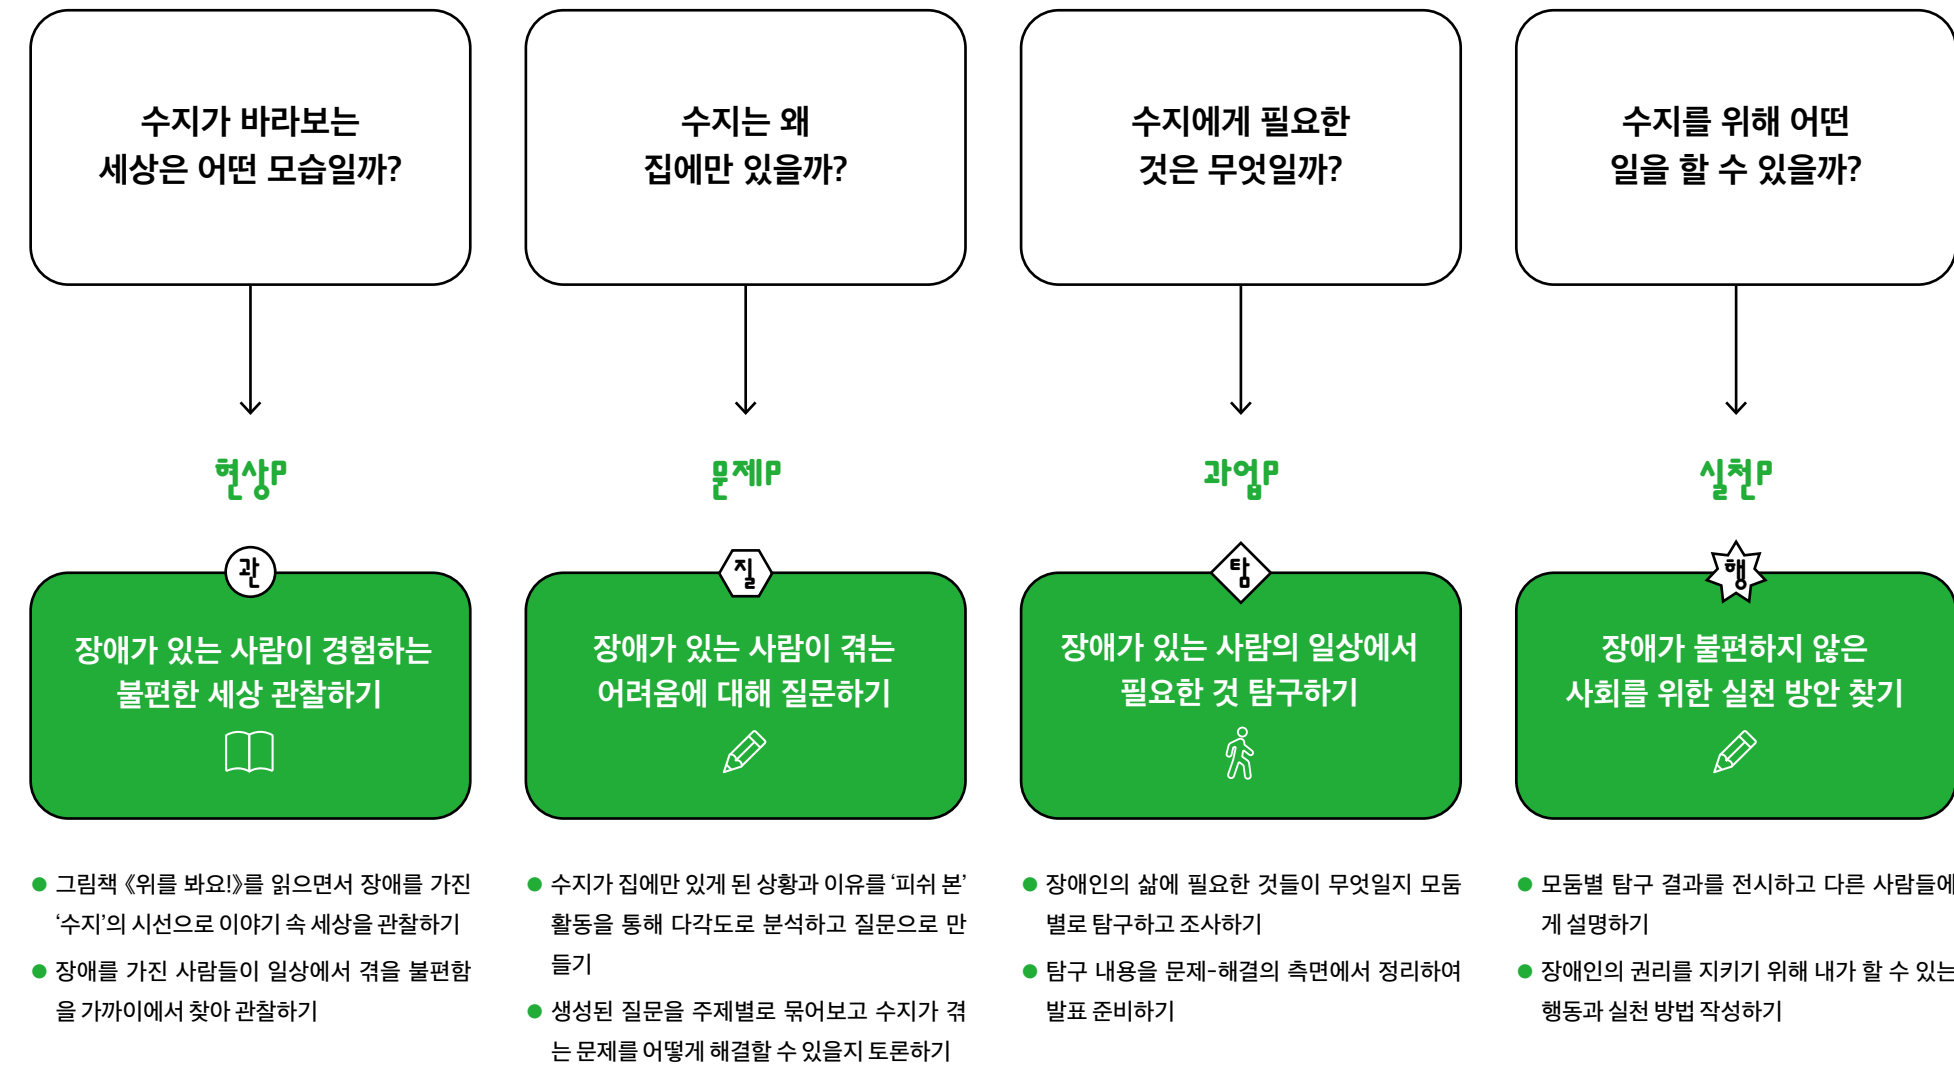 수지가 바라보는
세상은 어떤 모습일까?
현상P
관
장애가 있는 사람이 경험하는
불편한 세상 관찰하기
● 그림책 《위를 봐요!》를 읽으면서 장애를 가진
‘수지’의 시선으로 이야기 속 세상을 관찰하기
● 장애를 가진 사람들이 일상에서 겪을 불편함
을 가까이에서 찾아 관찰하기
수지는 왜
집에만 있을까?
문제P
질
장애가 있는 사람이 겪는
어려움에 대해 질문하기
● 수지가 집에만 있게 된 상황과 이유를 ‘피쉬 본’
활동을 통해 다각도로 분석하고 질문으로 만
들기
● 생성된 질문을 주제별로 묶어보고 수지가 겪
는 문제를 어떻게 해결할 수 있을지 토론하기
수지에게 필요한
것은 무엇일까?
과업P
탐
장애가 있는 사람의 일상에서
필요한 것 탐구하기
● 장애인의 삶에 필요한 것들이 무엇일지 모둠
별로 탐구하고 조사하기
● 탐구 내용을 문제-해결의 측면에서 정리하여
발표 준비하기
수지를 위해 어떤
일을 할 수 있을까?
실천P
행
장애가 불편하지 않은
사회를 위한 실천 방안 찾기
● 모둠별 탐구 결과를 전시하고 다른 사람들에
게 설명하기
● 장애인의 권리를 지키기 위해 내가 할 수 있는
행동과 실천 방법 작성하기